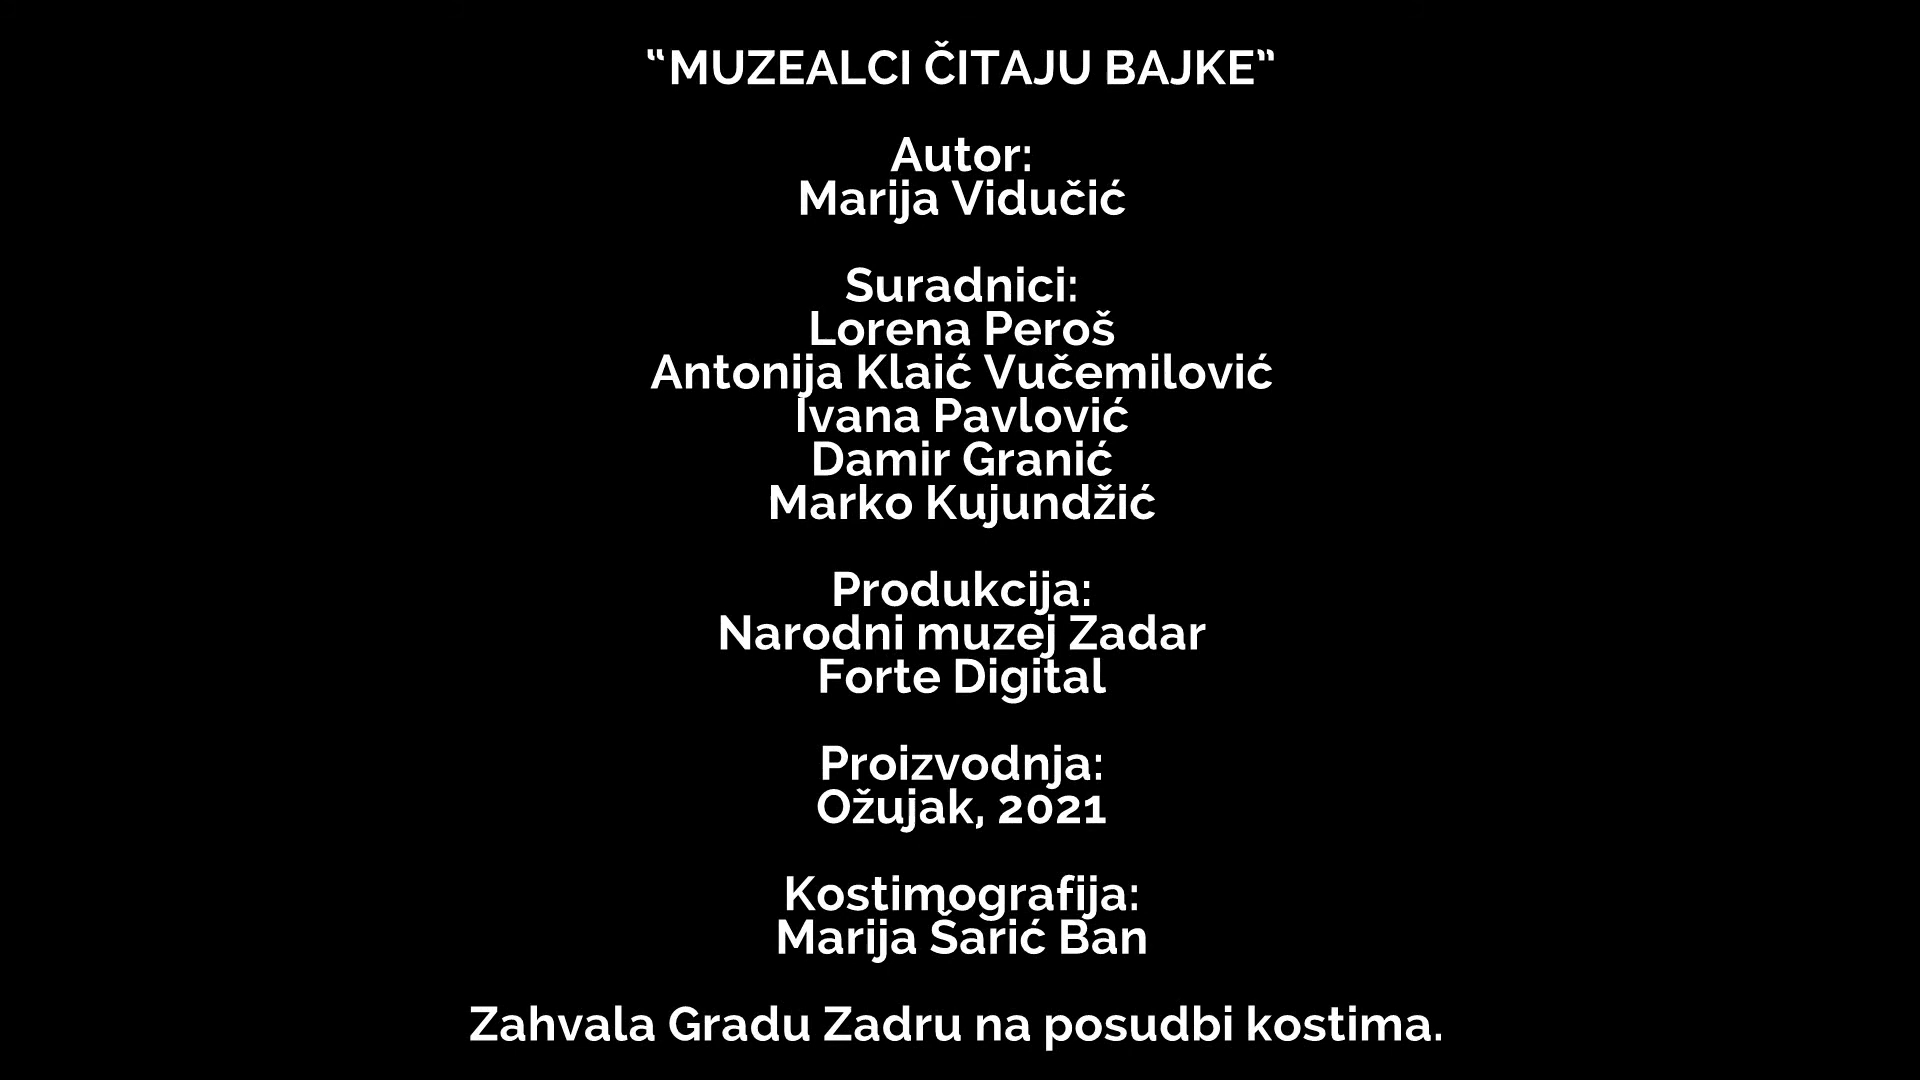 “MUZEALCI ČITAJU BAJKE”
Autor:
Marija Vidučić
Suradnici:
Lorena Peroš
Antonija Klaić Vučemilović
Ivana Pavlović
Damir Granić
Marko Kujundžić
Produkcija:
Narodni muzej Zadar
Forte Digital
Proizvodnja:
Ožujak, 2021
Kostimografija:
Marija Šarić Ban
Zahvala Gradu Zadru na posudbi kostima.